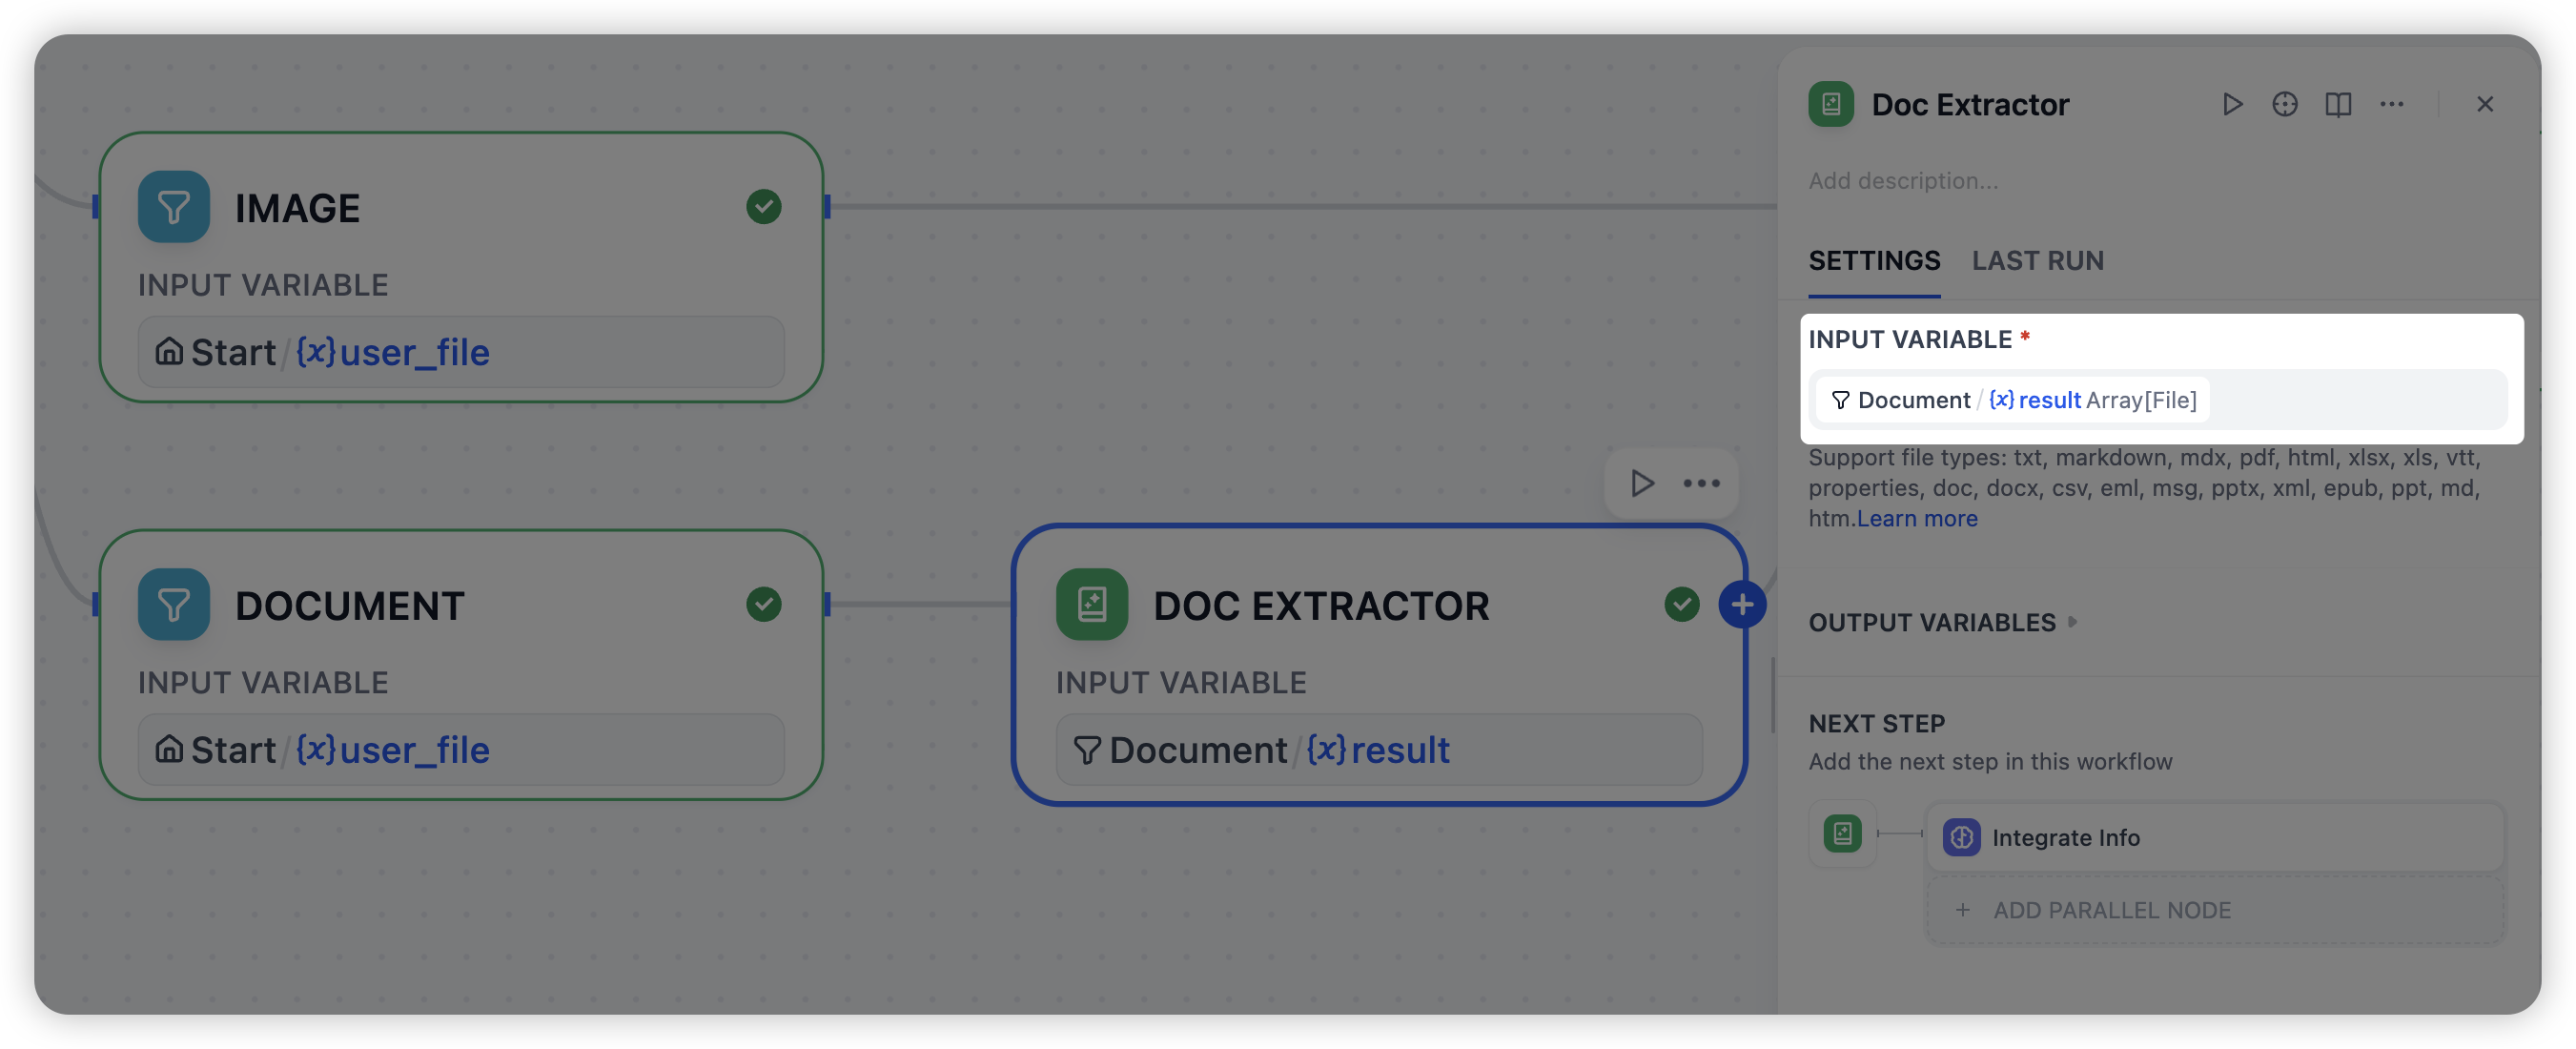 IMAGE
INPUT VARIABLE
Start/{x}user_file
DOCUMENT
INPUT VARIABLE
Start/{x}user_file
DOC EXTRACTOR
INPUT VARIABLE
Document/{x}result
Doc Extractor
Add description...
SETTINGS LAST RUN
INPUT VARIABLE *
Document/{x}result Array[File]
Support file types: txt, markdown, mdx, pdf, html, xlsx, xls, vtt,
properties, doc, docx, csv, eml, msg, pptx, xml, epub, ppt, md,
htm.Learn more
OUTPUT VARIABLES
NEXT STEP
Add the next step in this workflow
Integrate Info
+ ADD PARALLEL NODE